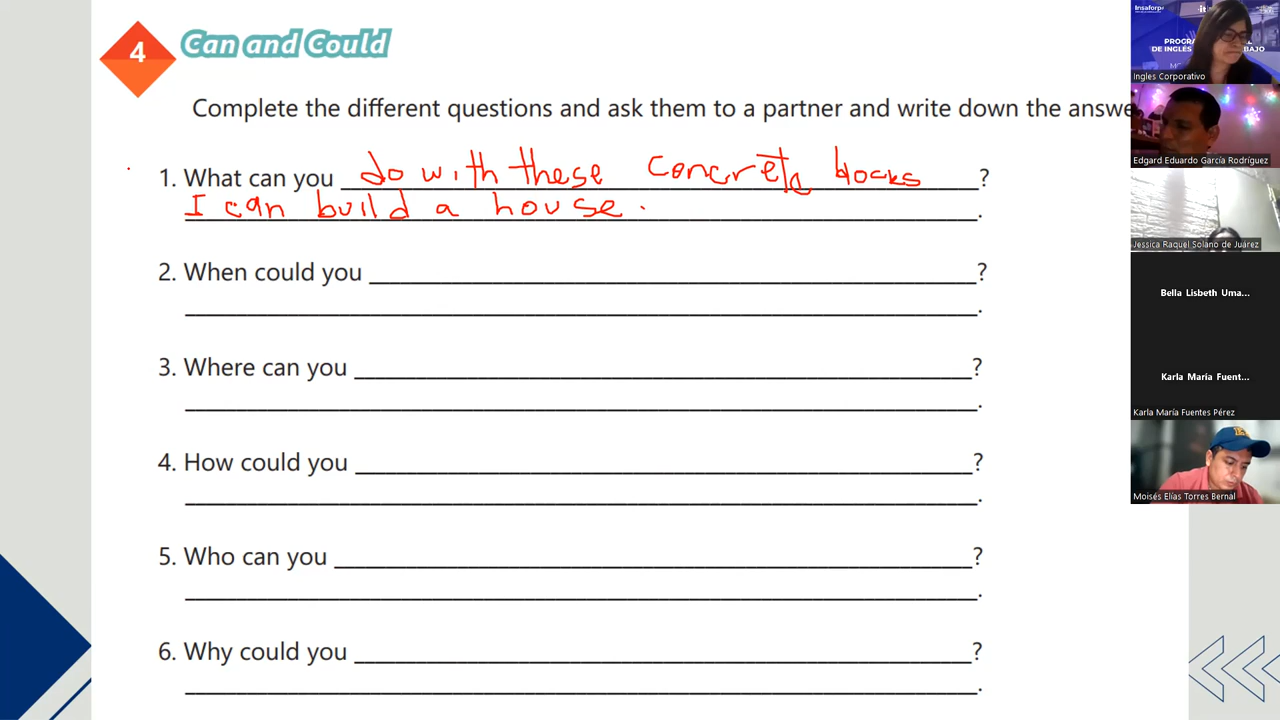 4 Can and Could
Complete the different questions and ask them to a partner and write down the answe
1. What can you do with these concrete blocks ?
I can build a house.
2. When could you ?
.
3. Where can you ?
.
4. How could you ?
.
5. Who can you ?
.
6. Why could you ?
.
Insaforp
Ingles Corporativo
Edgard Eduardo García Rodríguez
Jessica Raquel Solano de Juárez
Bella Lisbeth Uma...
Karla María Fuent...
Karla María Fuentes Pérez
Moisés Elías Torres Bernal